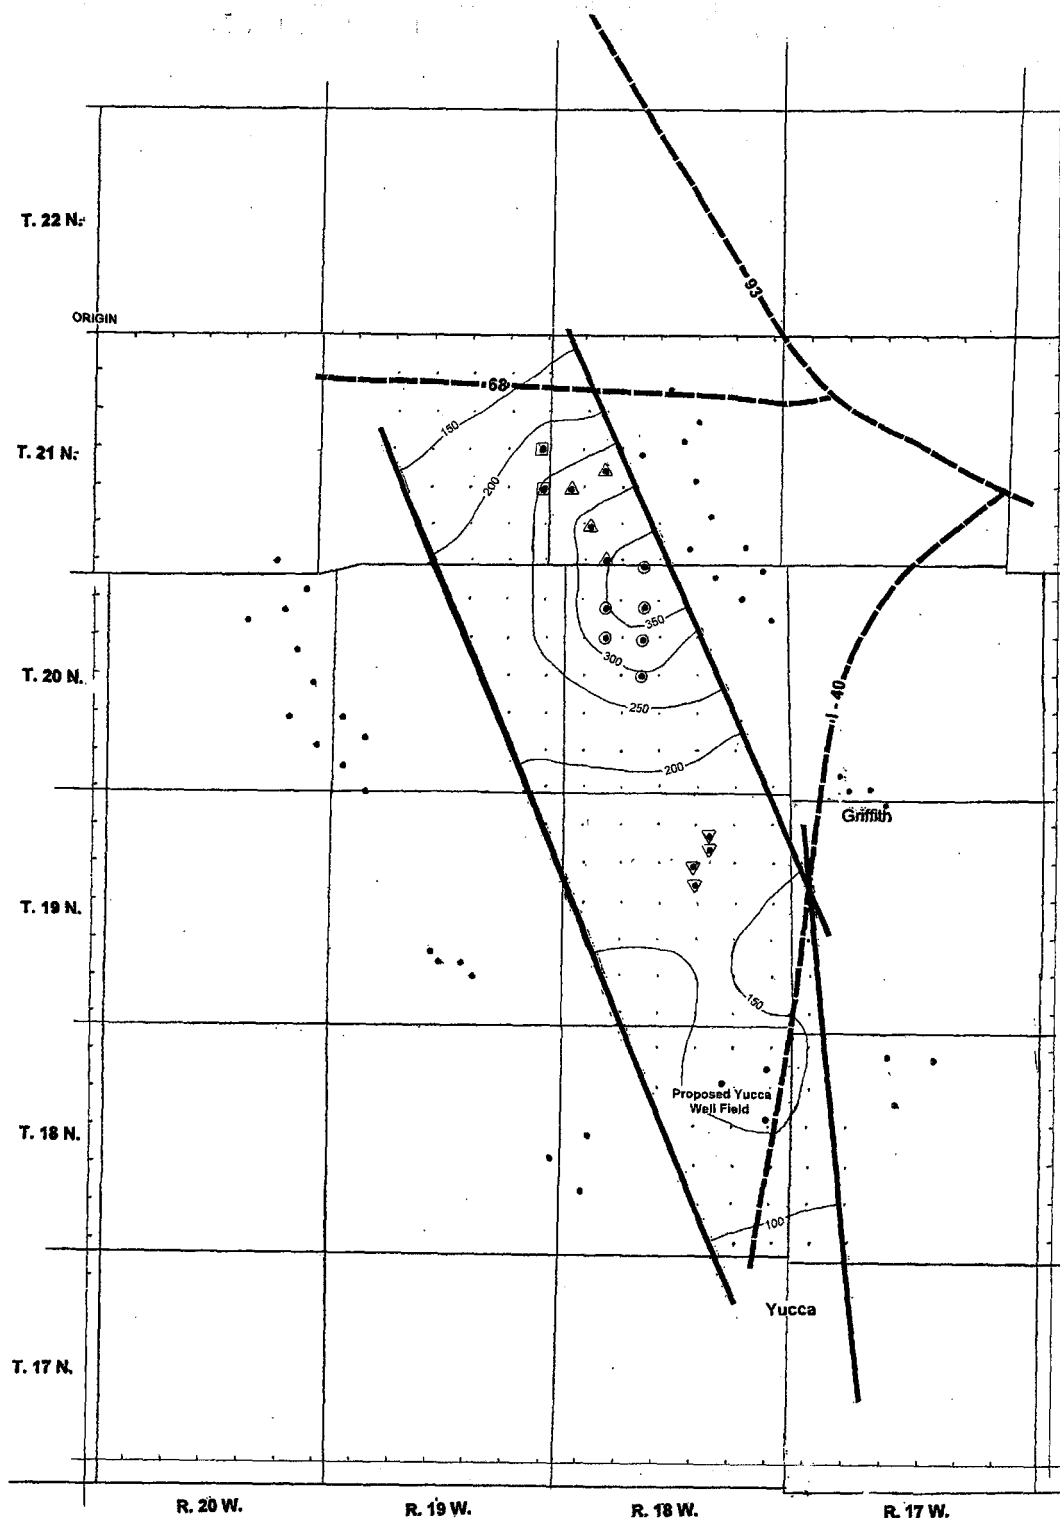 T. 22 N.
93
ORIGIN
68
150
T. 21 N.
200
350
300
T. 20 N.
I - 40
250
200
Griffith
T. 19 N.
150
Proposed Yucca
Well Field
T. 18 N.
100
Yucca
T. 17 N.
R. 20 W.
R. 19 W.
R. 18 W.
R. 17 W.